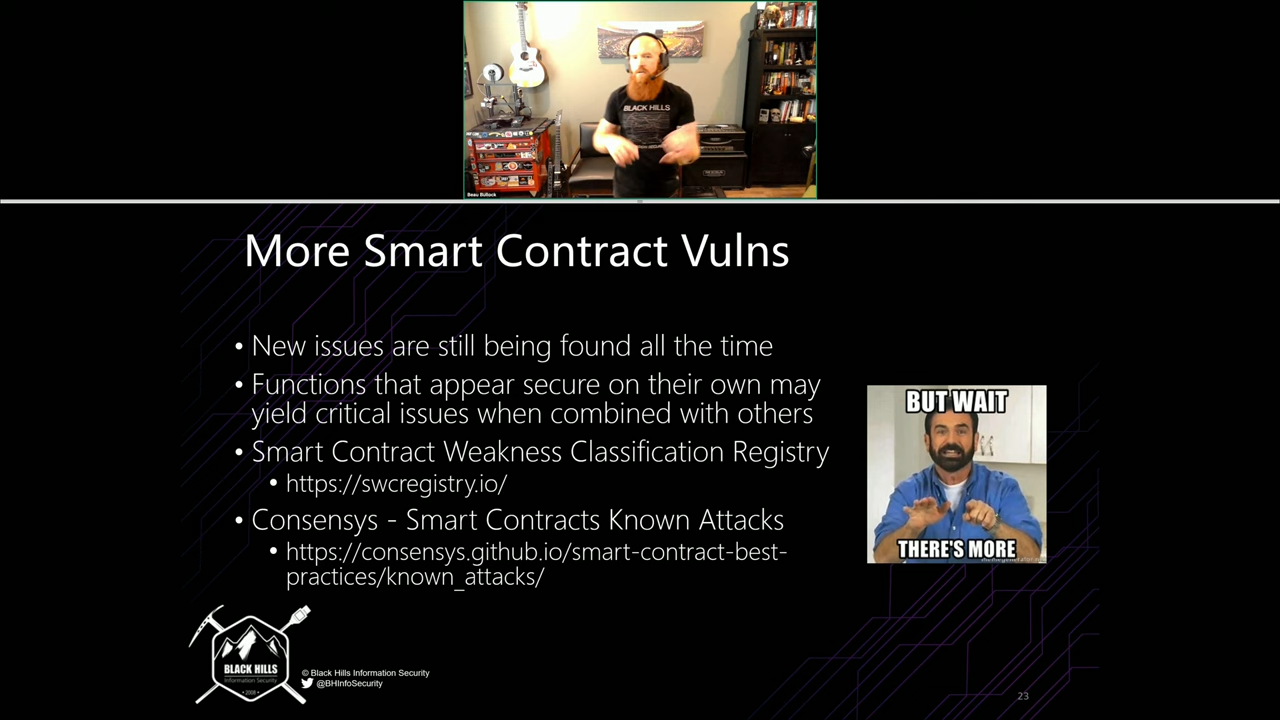 BLACK HILLS
Beau Bullock
More Smart Contract Vulns
• New issues are still being found all the time
• Functions that appear secure on their own may
yield critical issues when combined with others
• Smart Contract Weakness Classification Registry
• https://swcregistry.io/
• Consensys - Smart Contracts Known Attacks
• https://consensys.github.io/smart-contract-best-
practices/known_attacks/
BUT WAIT
THERE'S MORE
BLACK HILLS
Information Security
• 2008 •
© Black Hills Information Security
@BHInfoSecurity
23